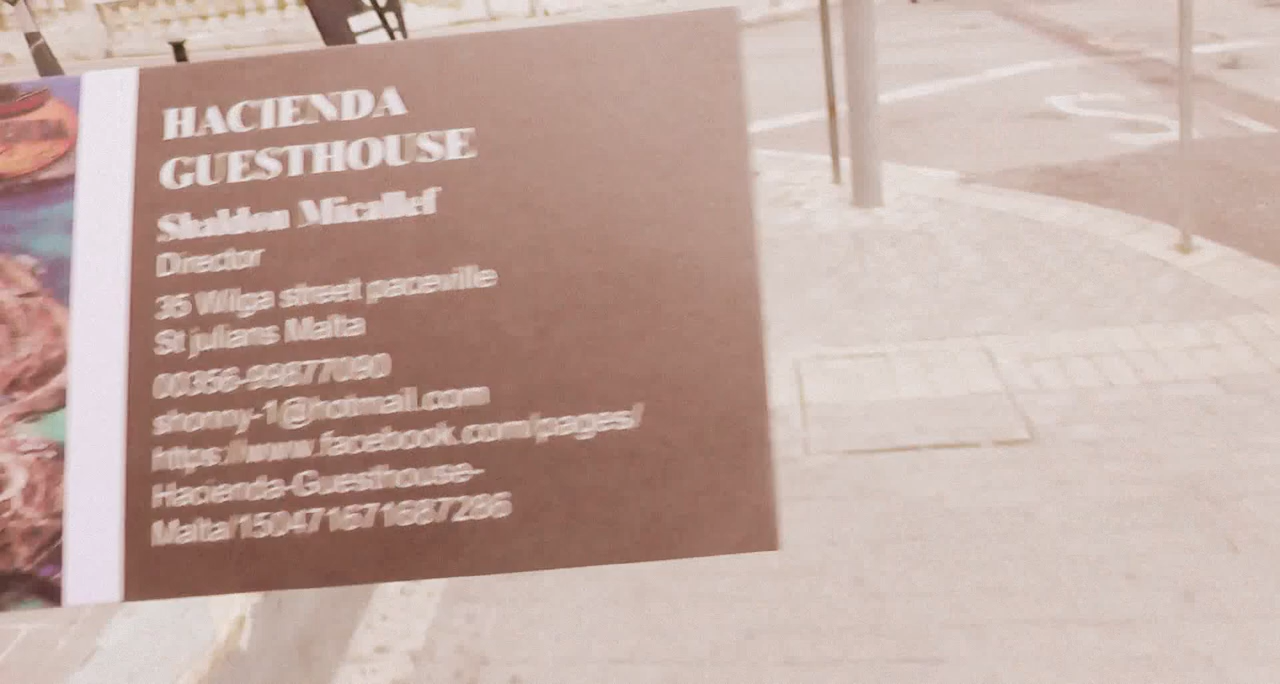 HACIENDA
GUESTHOUSE
Shaldon Micallef
Director
35 Wilga street paceville
St julians Malta
00356-99877090
shonny-1@hotmail.com
https://www.facebook.com/pages/
Hacienda-Guesthouse-
Malta/150471671687286